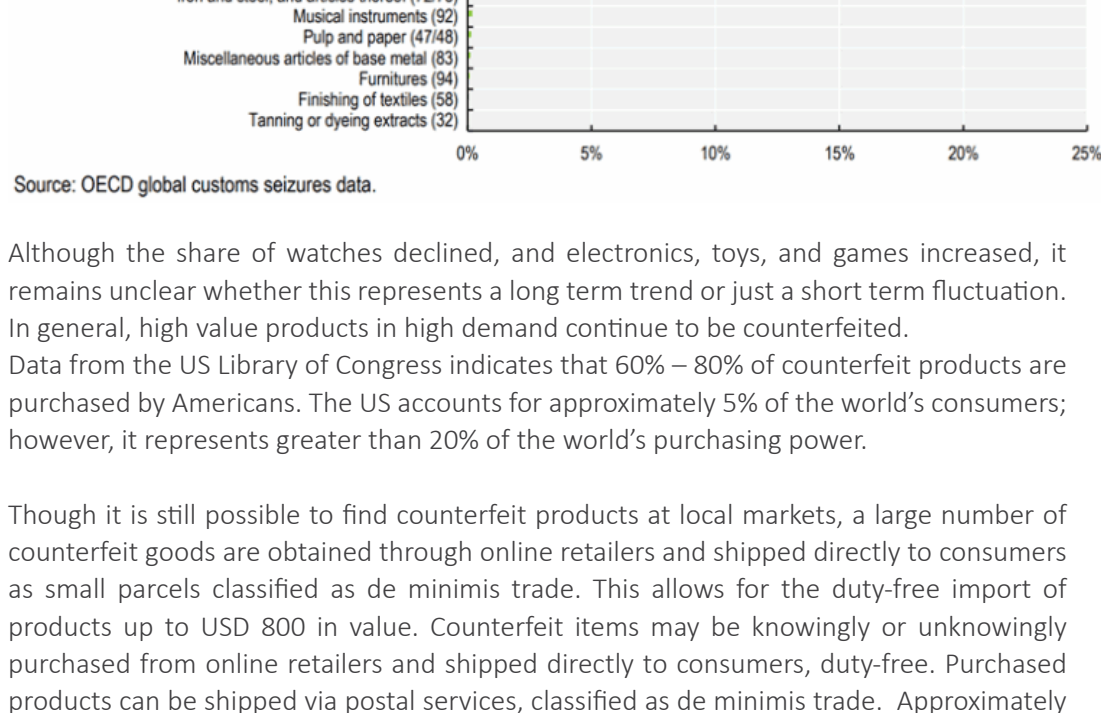 Musical instruments (92)
Pulp and paper (47/48)
Miscellaneous articles of base metal (83)
Furnitures (94)
Finishing of textiles (58)
Tanning or dyeing extracts (32)
0% 5% 10% 15% 20% 25%
Source: OECD global customs seizures data.
Although the share of watches declined, and electronics, toys, and games increased, it
remains unclear whether this represents a long term trend or just a short term fluctuation.
In general, high value products in high demand continue to be counterfeited.
Data from the US Library of Congress indicates that 60% – 80% of counterfeit products are
purchased by Americans. The US accounts for approximately 5% of the world’s consumers;
however, it represents greater than 20% of the world’s purchasing power.
Though it is still possible to find counterfeit products at local markets, a large number of
counterfeit goods are obtained through online retailers and shipped directly to consumers
as small parcels classified as de minimis trade. This allows for the duty-free import of
products up to USD 800 in value. Counterfeit items may be knowingly or unknowingly
purchased from online retailers and shipped directly to consumers, duty-free. Purchased
products can be shipped via postal services, classified as de minimis trade. Approximately